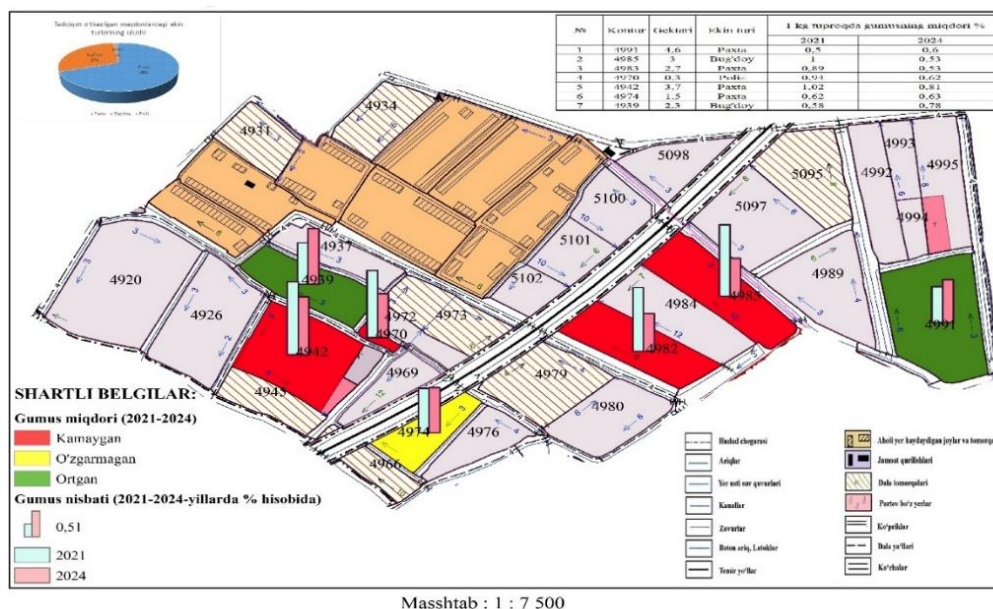 Tadqiqot o'tkazilgan maydonlardagi ekin
turlarining ulushi
№ Kontur Gektari Ekin turi 1 kg tuproqda gumusning miqdori %
2021 2024
1 4991 4,6 Paxta 0,5 0,6
2 4985 3 Bug'doy 1 0,53
3 4983 2,7 Paxta 0,89 0,53
4 4970 0,3 Poliz 0,94 0,62
5 4942 3,7 Paxta 1,02 0,81
6 4974 1,5 Paxta 0,62 0,63
7 4939 2,3 Bug'doy 0,58 0,78
4931
4934
5098
5095
4993
4992
4995
4994
5100
5097
5101
5102
4937
4939
4989
4920
4926
4972
4970
4973
4984
4985
4991
4942
4982
4969
4979
4943
4980
4974
4976
4966
SHARTLI BELGILAR:
Gumus miqdori (2021-2024)
Kamaygan
O'zgarmagan
Ortgan
Gumus nisbati (2021-2024-yillarda % hisobida)
0,51
2021
2024
Hudud chegarasi
Ariqlar
Yer osti suv quvurlari
Kanallar
Zovurlar
Beton ariq, Lotoklar
Temir yo'llar
Aholi yer haydaydigan joylar va tomorqa
Jamoat qurilishlari
Dala tomorqalari
Partov bo'z yerlar
Ko'priklar
Dala yo'llari
Ko'chalar
Masshtab : 1 : 7 500